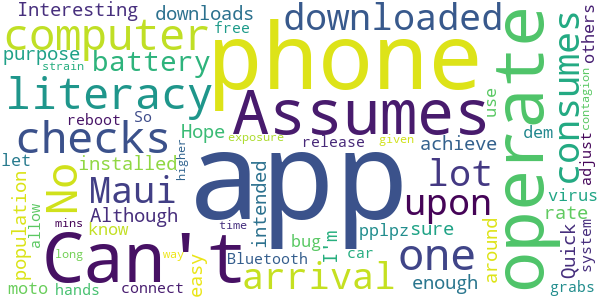 Interesting downloads free downloaded
computer
purpose
strain
battery
phone
operate
consumes
others
literacy
Assumes
checks
No
reboot
So
Hope
exposure
release
achieve
use
dem
adjust
contagion
let
installed
higher
app
lot
Maui
Although
population
allow
know
easy
intended
bug
I'm
pplpz
sure
upon
around
rate
virus
system
Quick
Can't
time
car
one
moto
mins
hands
long
connect
way
arrival
Bluetooth
given
enough
grabs